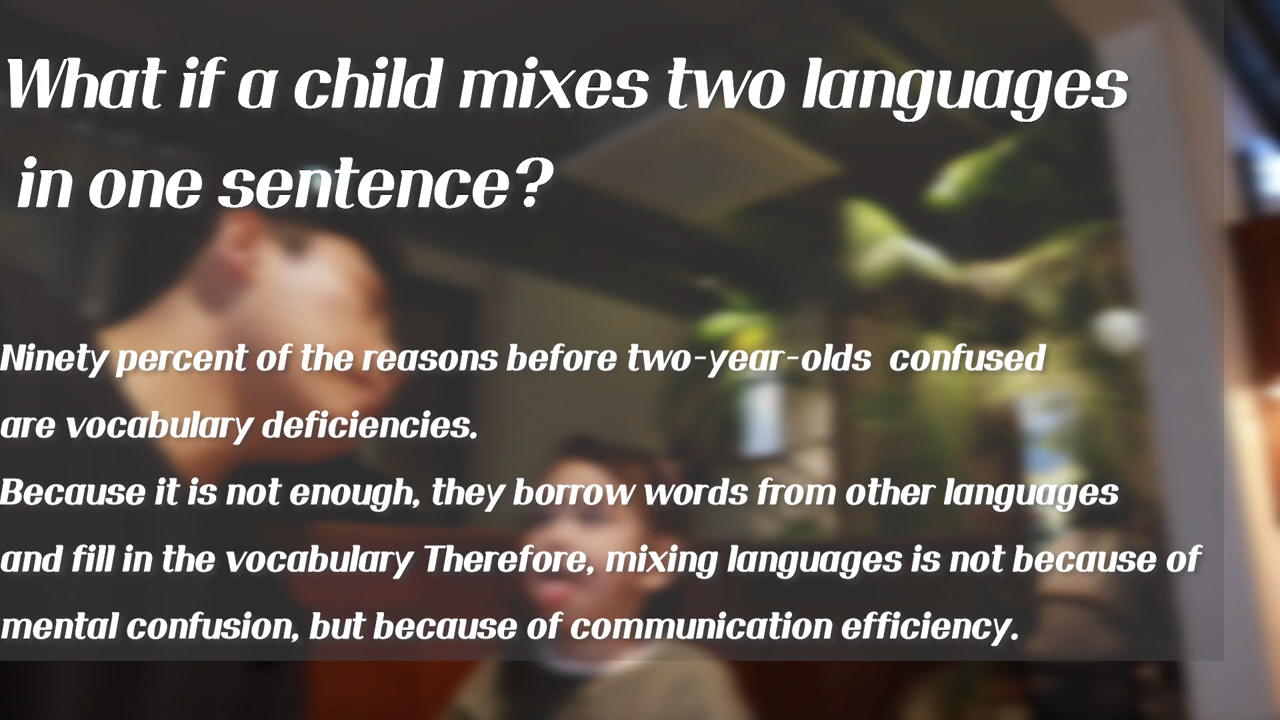 What if a child mixes two languages
in one sentence?
Ninety percent of the reasons before two-year-olds confused
are vocabulary deficiencies.
Because it is not enough, they borrow words from other languages
and fill in the vocabulary Therefore, mixing languages is not because of
mental confusion, but because of communication efficiency.